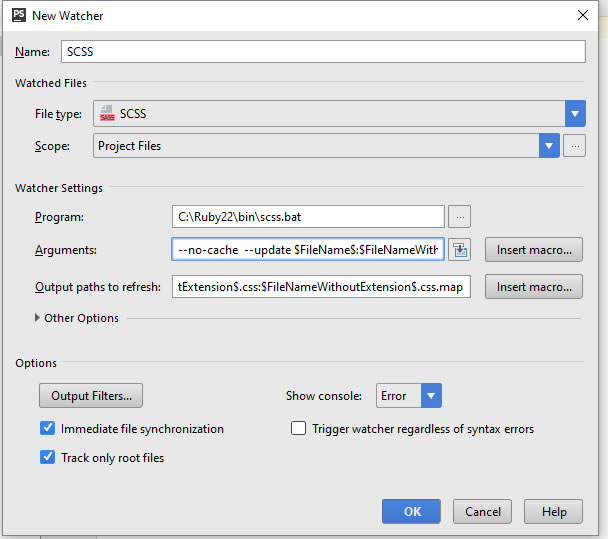 PS New Watcher
Name: SCSS
Watched Files
File type: SASS SCSS
Scope: Project Files ...
Watcher Settings
Program: C:\Ruby22\bin\scss.bat ...
Arguments: --no-cache --update $FileName$:$FileNameWith Insert macro...
Output paths to refresh: tExtension$.css:$FileNameWithoutExtension$.css.map Insert macro...
Other Options
Options
Output Filters... Show console: Error
Immediate file synchronization Trigger watcher regardless of syntax errors
Track only root files
OK Cancel Help